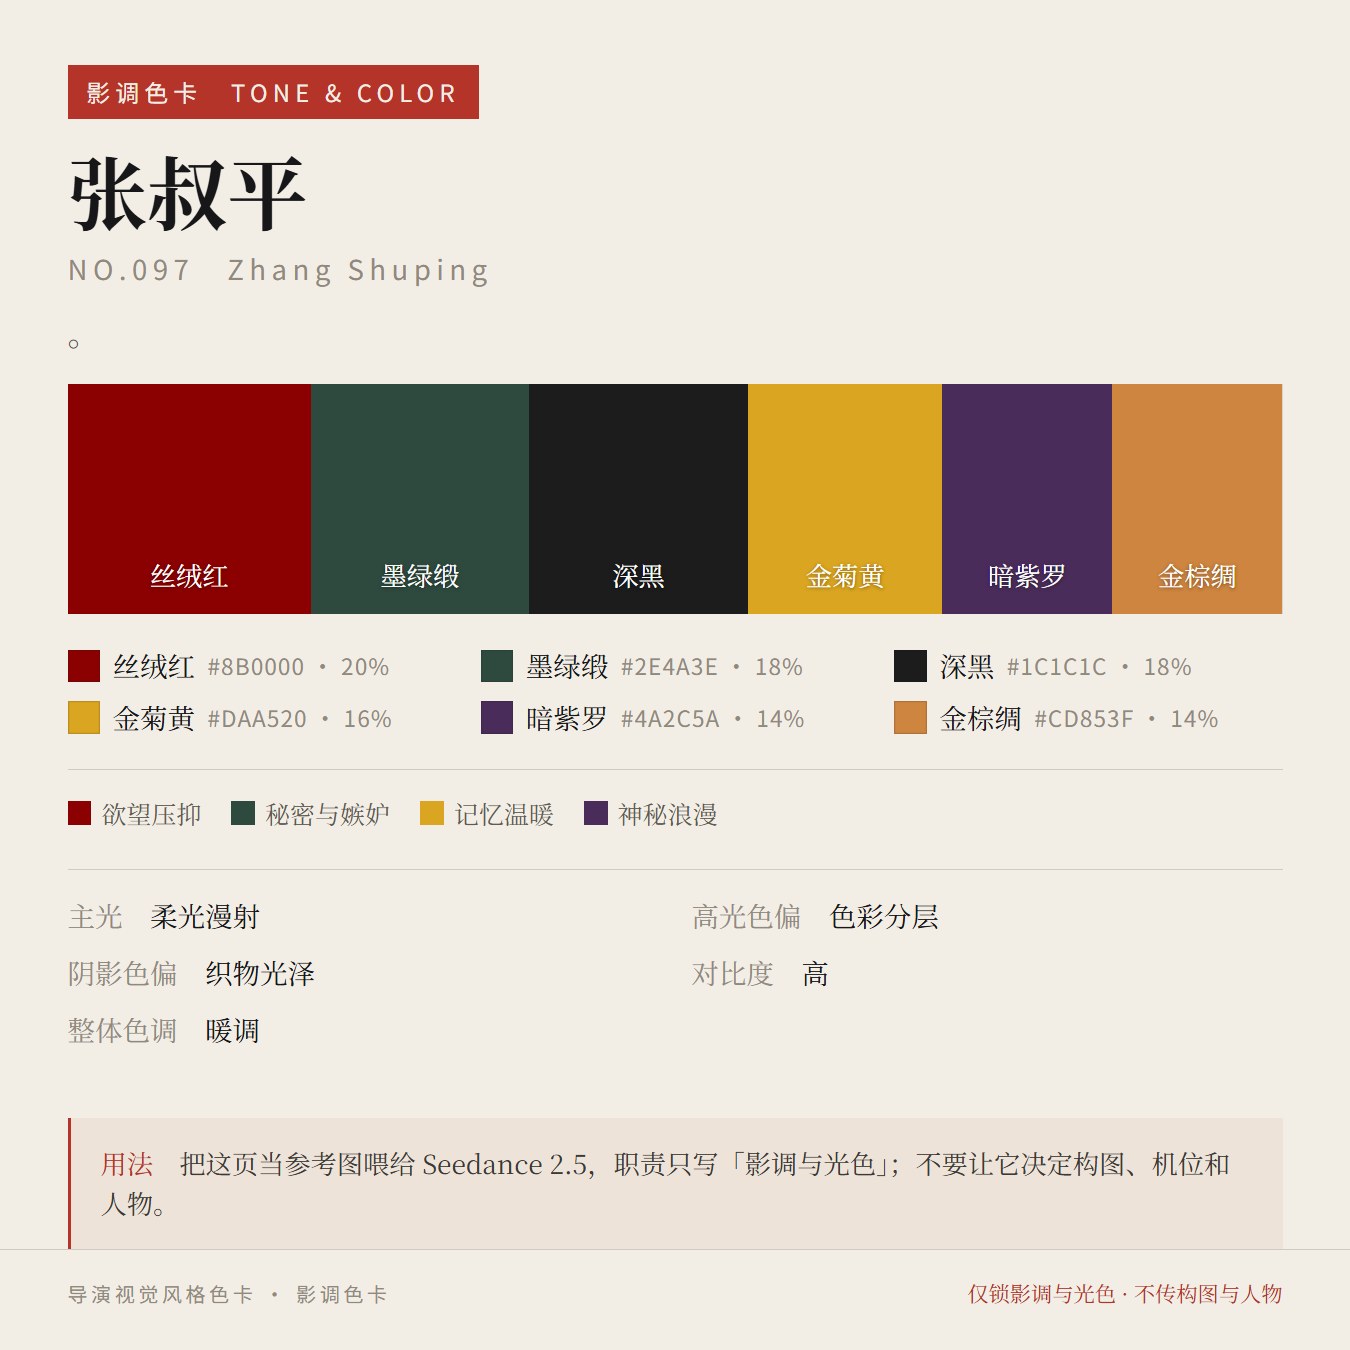 影调色卡 TONE & COLOR
张叔平
NO.097 Zhang Shuping
。
丝绒红 墨绿缎 深黑 金菊黄 暗紫罗 金棕绸
丝绒红 #8B0000 · 20% 墨绿缎 #2E4A3E · 18% 深黑 #1C1C1C · 18%
金菊黄 #DAA520 · 16% 暗紫罗 #4A2C5A · 14% 金棕绸 #CD853F · 14%
欲望压抑 秘密与嫉妒 记忆温暖 神秘浪漫
主光 柔光漫射 高光色偏 色彩分层
阴影色偏 织物光泽 对比度 高
整体色调 暖调
用法 把这页当参考图喂给 Seedance 2.5，职责只写「影调与光色」；不要让它决定构图、机位和
人物。
导演视觉风格色卡 · 影调色卡 仅锁影调与光色 · 不传构图与人物